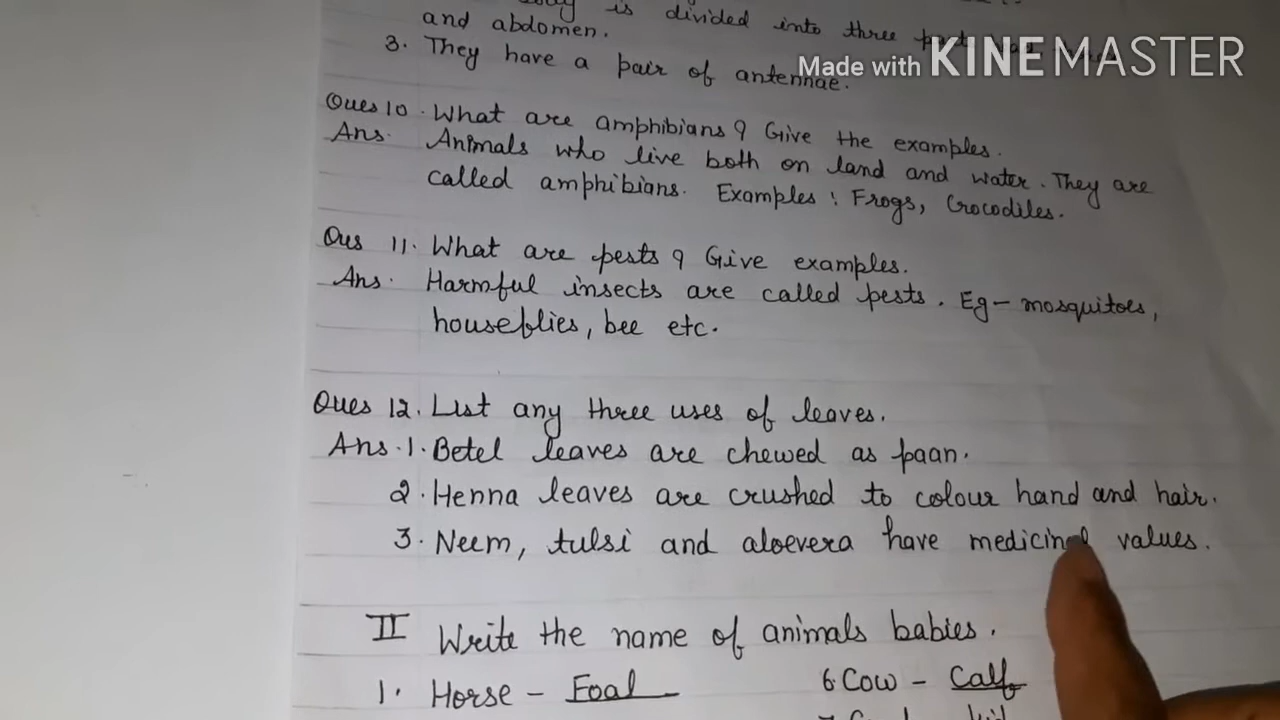 is divided into three
and abdomen.
3. They have a pair of antennae.
Made with KINEMASTER
Ques 10. What are amphibians? Give the examples.
Ans. Animals who live both on land and water. They are
called amphibians. Examples : Frogs, Crocodiles.
Ques 11. What are pests? Give examples.
Ans. Harmful insects are called pests. Eg - mosquitoes,
houseflies, bee etc.
Ques 12. List any three uses of leaves.
Ans. 1. Betel leaves are chewed as paan.
2. Henna leaves are crushed to colour hand and hair.
3. Neem, tulsi and aloevera have medicinal values.
II Write the name of animals babies.
1. Horse - Foal 6. Cow - Calf